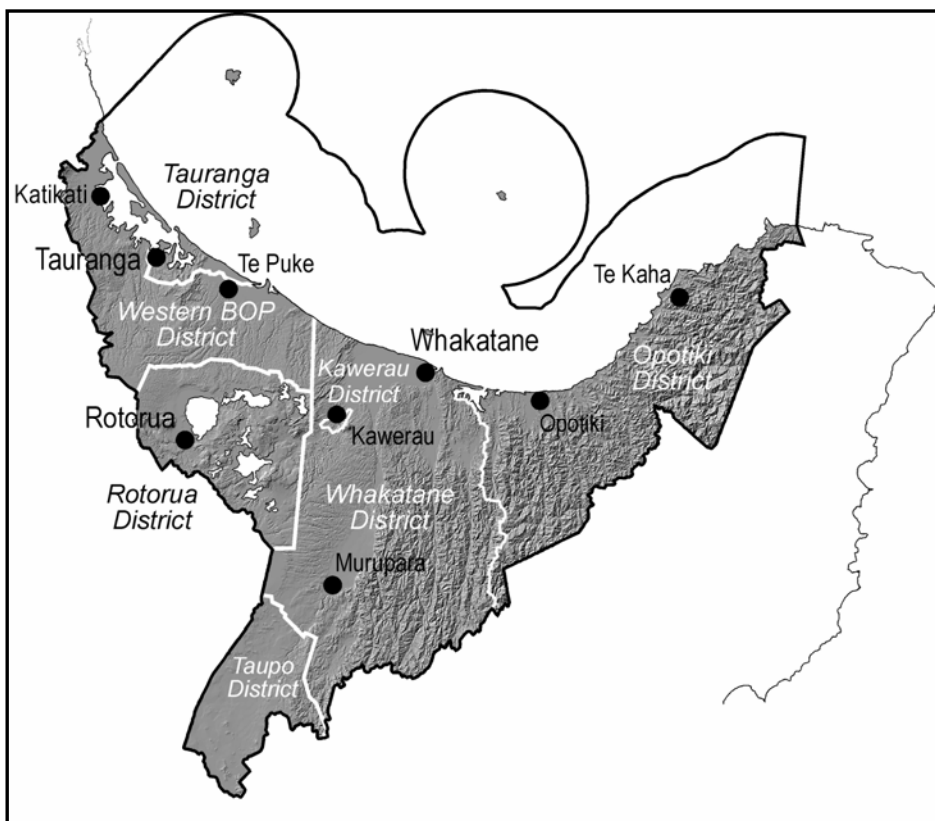 Tauranga
District
Katikati
Tauranga
Te Puke
Te Kaha
Western BOP
District
Whakatane
Opotiki
District
Kawerau
District
Rotorua
Kawerau
Opotiki
Rotorua
District
Whakatane
District
Murupara
Taupo
District